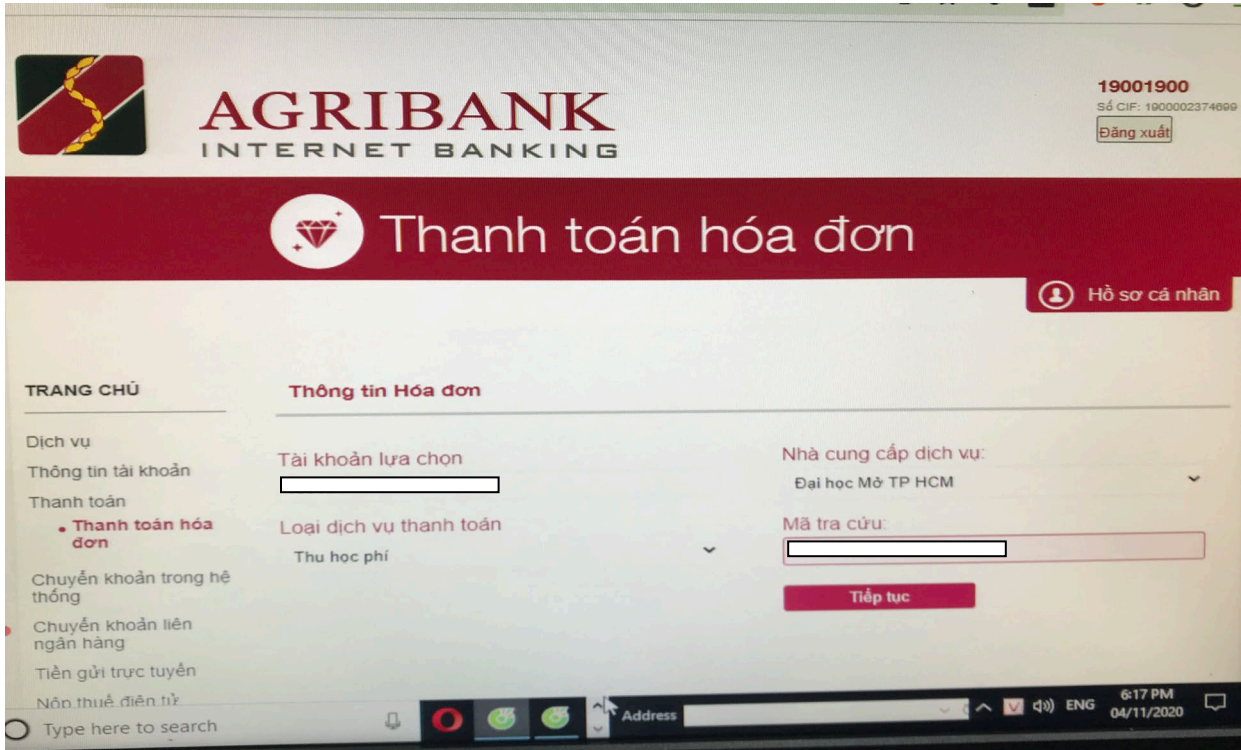 AGRIBANK
INTERNET BANKING
19001900
Số CIF: 1900002374699
Đăng xuất
Thanh toán hóa đơn
Hồ sơ cá nhân
TRANG CHỦ
Dịch vụ
Thông tin tài khoản
Thanh toán
Thanh toán hóa
đơn
Chuyển khoản trong hệ
thống
Chuyển khoản liên
ngân hàng
Tiền gửi trực tuyến
Nộp thuế điện tử
Thông tin Hóa đơn
Tài khoản lựa chọn
Loại dịch vụ thanh toán
Thu học phí
Nhà cung cấp dịch vụ:
Đại học Mở TP HCM
Mã tra cứu:
Tiếp tục
Type here to search
Address
ENG
6:17 PM
04/11/2020